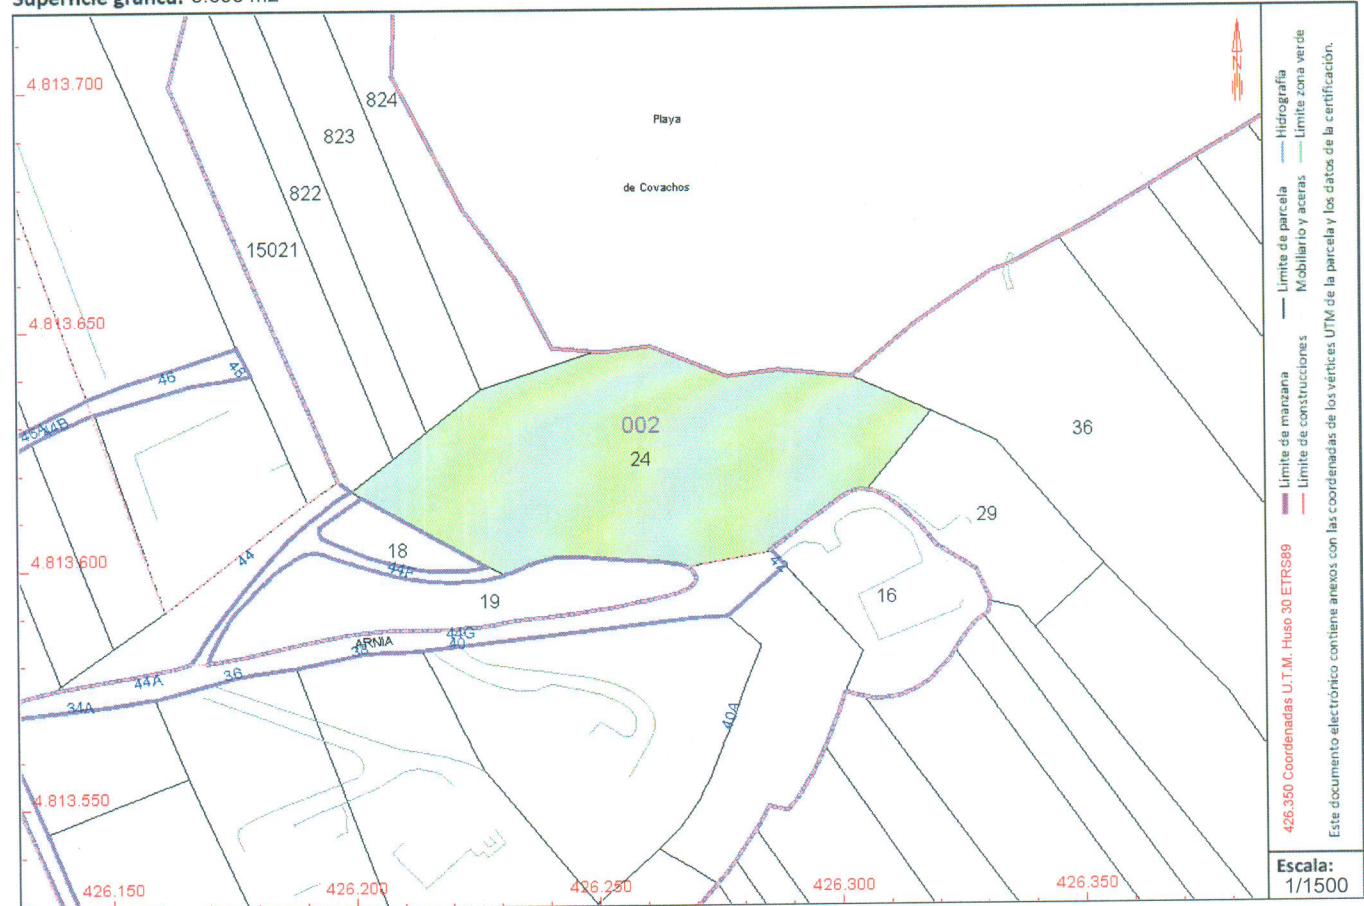 4.813.700
824
Playa
823
de Covachos
822
15021
4.813.650
46
48
46A
44B
002
24
36
29
18
44
44F
4.813.600
44
19
16
44G
ARNIA
40
38
36
44A
34A
40A
4.813.550
426.150
426.200
426.250
426.300
426.350
N
426.350 Coordenadas U.T.M. Huso 30 ETRS89
Límite de manzana
Límite de parcela
Hidrografía
Límite de construcciones
Mobiliario y aceras
Límite zona verde
Este documento electrónico contiene anexos con las coordenadas de los vértices UTM de la parcela y los datos de la certificación.
Escala:
1/1500